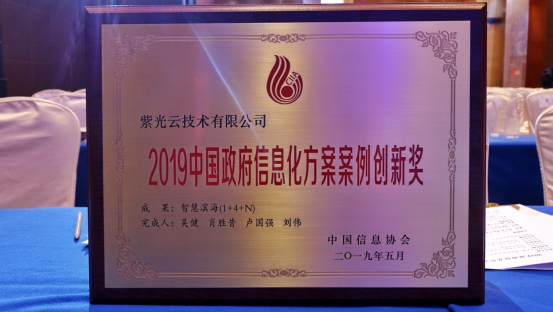 CIIA
紫光云技术有限公司
2019中国政府信息化方案案例创新奖
成　果：智慧滨海(1+4+N)
完成人：吴健　肖胜昔　卢国强　刘伟
中国信息协会
二〇一九年五月